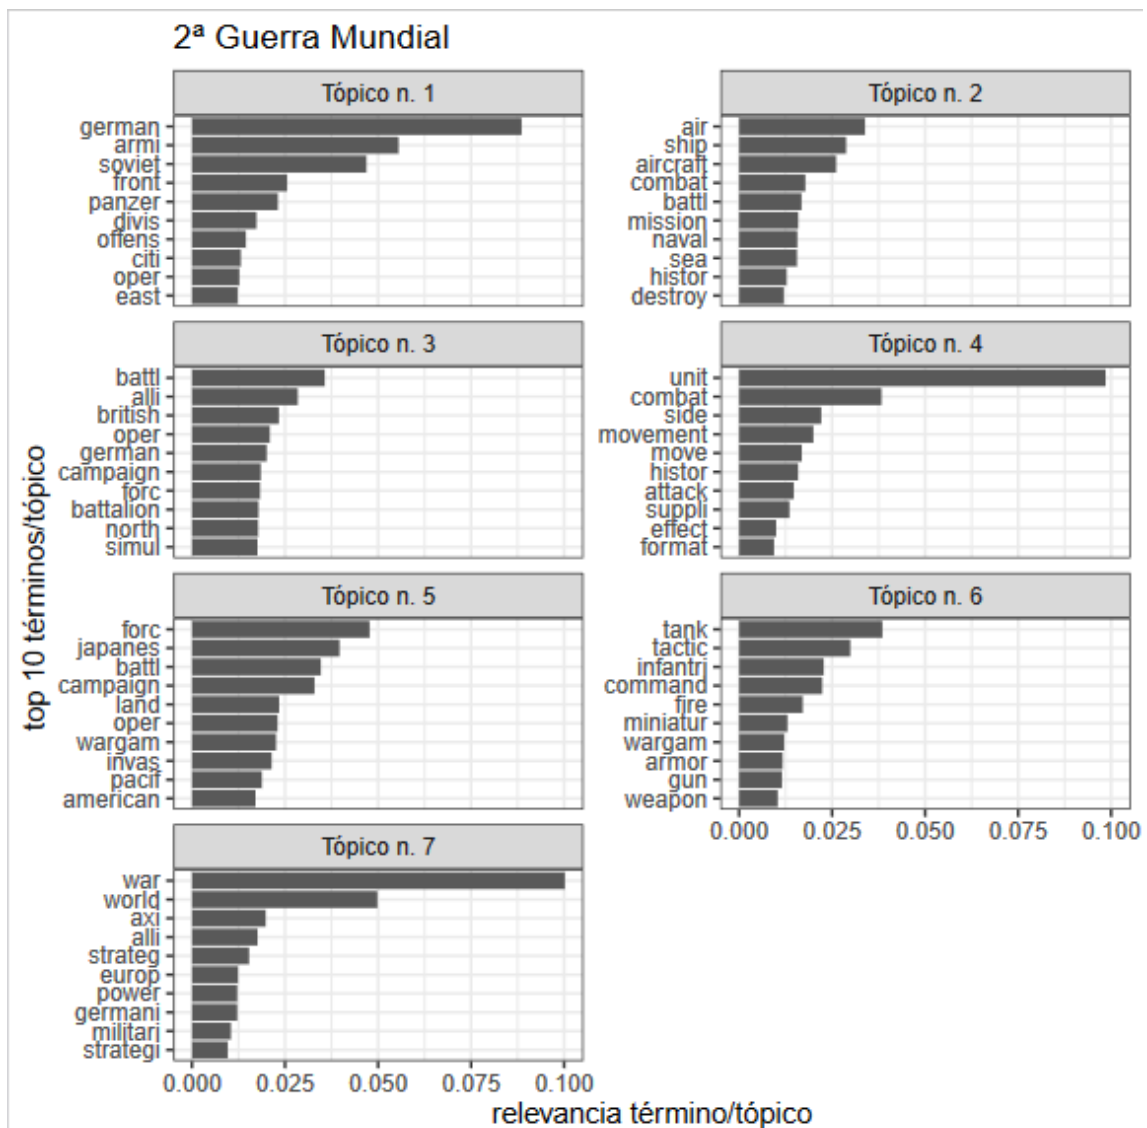 2ª Guerra Mundial
Tópico n. 1
german
armi
soviet
front
panzer
divis
offens
citi
oper
east
Tópico n. 2
air
ship
aircraft
combat
battl
mission
naval
sea
histor
destroy
Tópico n. 3
battl
alli
british
oper
german
campaign
forc
battalion
north
simul
Tópico n. 4
unit
combat
side
movement
move
histor
attack
suppli
effect
format
Tópico n. 5
forc
japanes
battl
campaign
land
oper
wargam
invas
pacif
american
Tópico n. 6
tank
tactic
infantri
command
fire
miniatur
wargam
armor
gun
weapon
0.000 0.025 0.050 0.075 0.100
Tópico n. 7
war
world
axi
alli
strateg
europ
power
germani
militari
strategi
0.000 0.025 0.050 0.075 0.100
top 10 términos/tópico
relevancia término/tópico